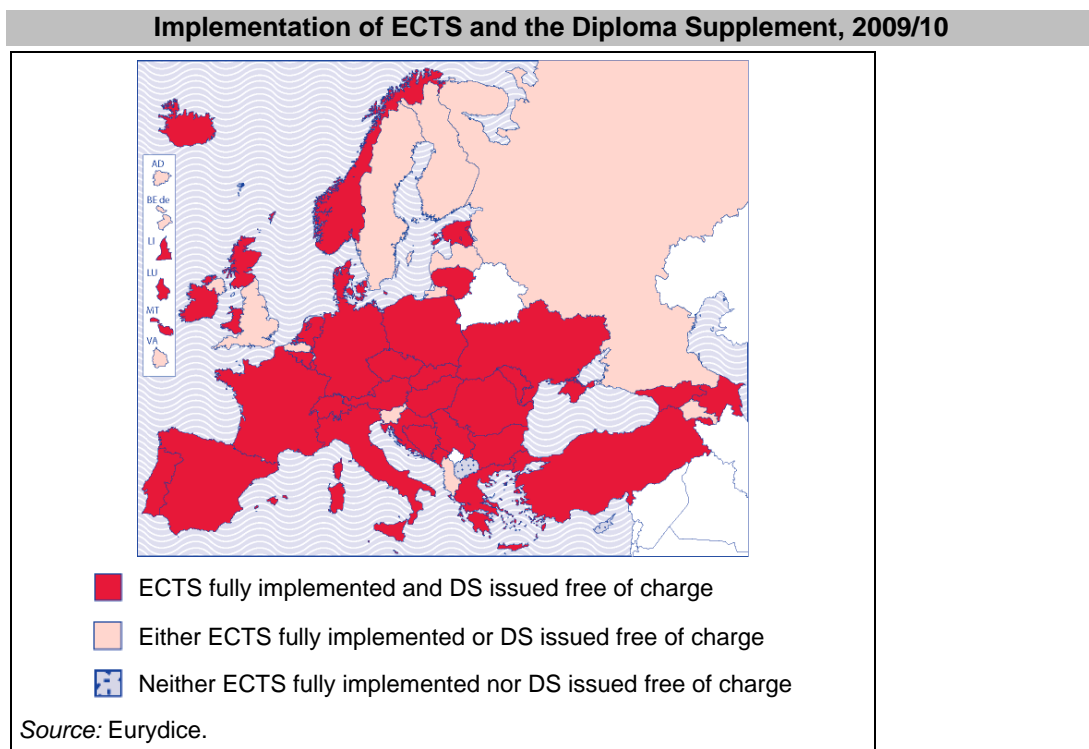 Implementation of ECTS and the Diploma Supplement, 2009/10
AD
BE de
LI
LU
MT
VA
ECTS fully implemented and DS issued free of charge
Either ECTS fully implemented or DS issued free of charge
Neither ECTS fully implemented nor DS issued free of charge
Source: Eurydice.